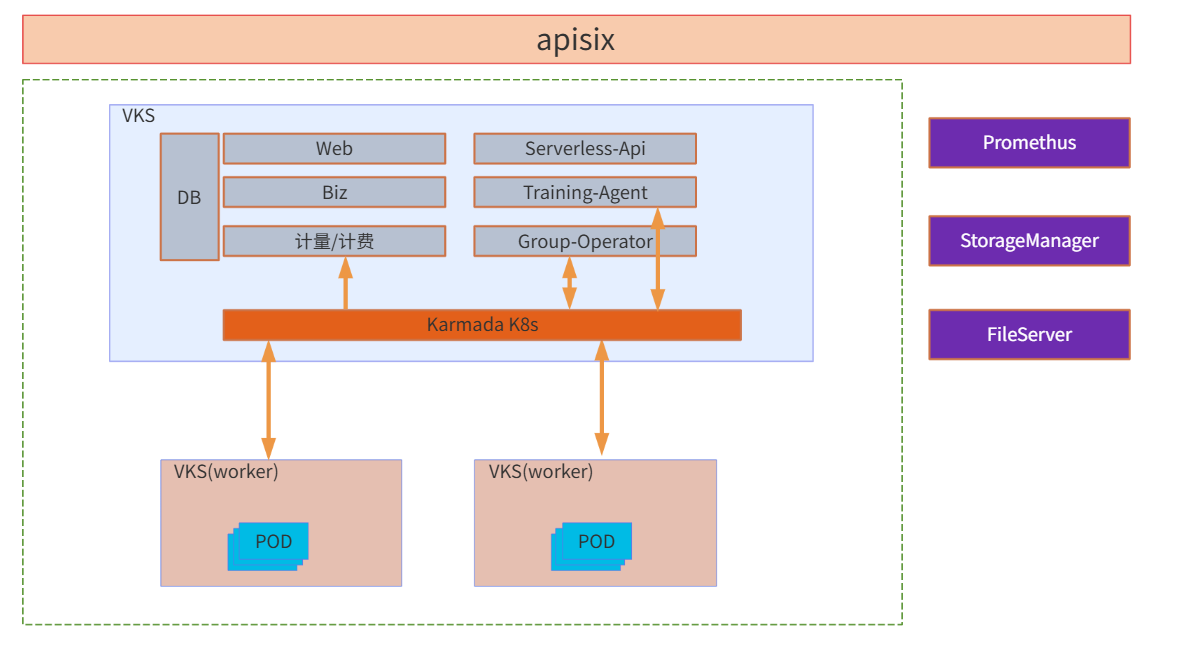 apisix
VKS
DB
Web
Serverless-Api
Biz
Training-Agent
计量/计费
Group-Operator
Karmada K8s
Promethus
StorageManager
FileServer
VKS(worker)
VKS(worker)
POD
POD